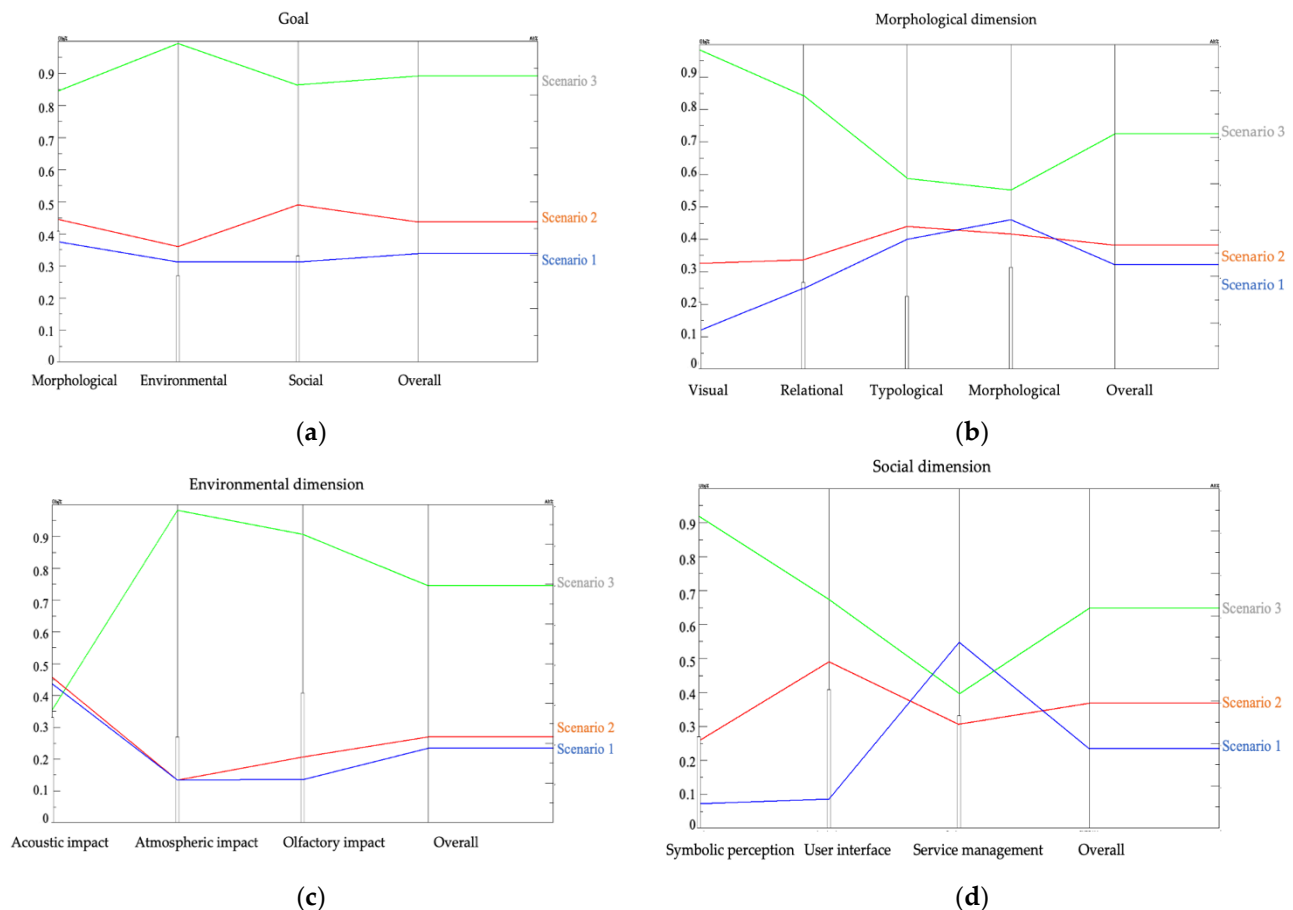 Goal
0.9
0.8
0.7
0.6
0.5
0.4
0.3
0.2
0.1
0
Scenario 3
Scenario 2
Scenario 1
Morphological Environmental Social Overall
(a)
Morphological dimension
0.9
0.8
0.7
0.6
0.5
0.4
0.3
0.2
0.1
0
Scenario 3
Scenario 2
Scenario 1
Visual Relational Typological Morphological Overall
(b)
Environmental dimension
0.9
0.8
0.7
0.6
0.5
0.4
0.3
0.2
0.1
0
Scenario 3
Scenario 2
Scenario 1
Acoustic impact Atmospheric impact Olfactory impact Overall
(c)
Social dimension
0.9
0.8
0.7
0.6
0.5
0.4
0.3
0.2
0.1
0
Scenario 3
Scenario 2
Scenario 1
Symbolic perception User interface Service management Overall
(d)